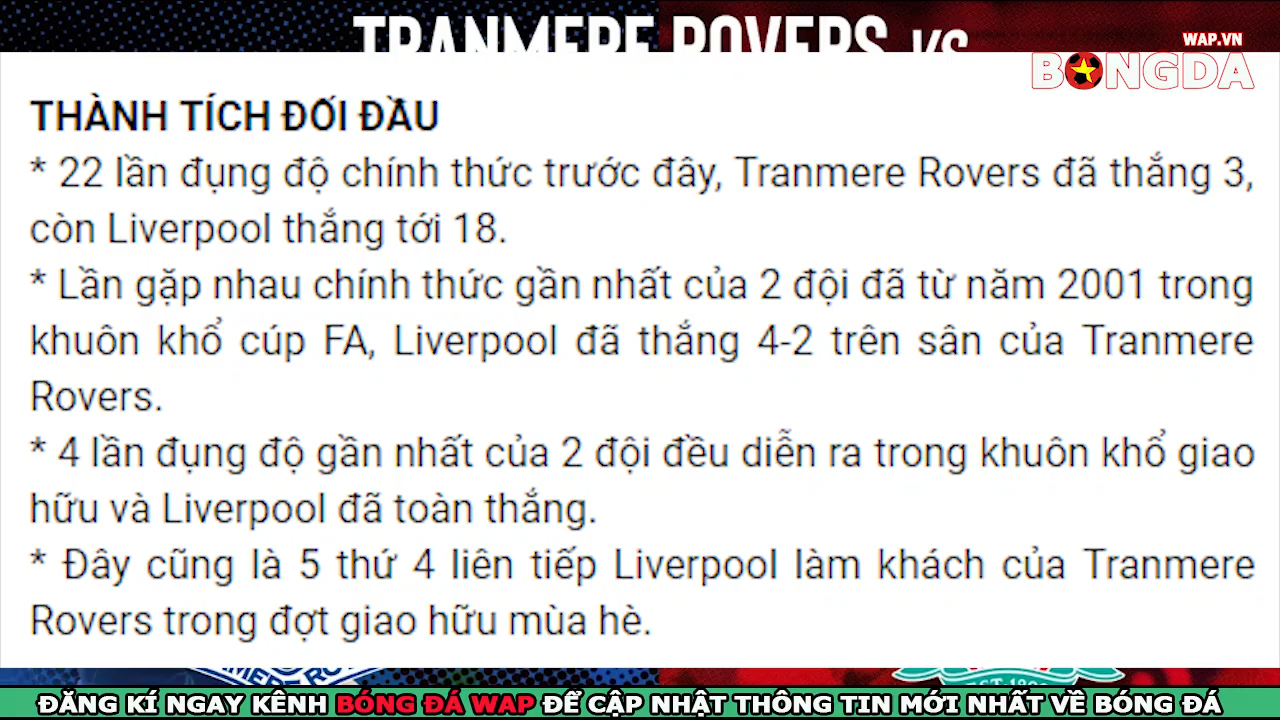 TRANMERE ROVERS VS
WAP.VN
BONGDA
THÀNH TÍCH ĐỐI ĐẦU
* 22 lần đụng độ chính thức trước đây, Tranmere Rovers đã thắng 3,
còn Liverpool thắng tới 18.
* Lần gặp nhau chính thức gần nhất của 2 đội đã từ năm 2001 trong
khuôn khổ cúp FA, Liverpool đã thắng 4-2 trên sân của Tranmere
Rovers.
* 4 lần đụng độ gần nhất của 2 đội đều diễn ra trong khuôn khổ giao
hữu và Liverpool đã toàn thắng.
* Đây cũng là 5 thứ 4 liên tiếp Liverpool làm khách của Tranmere
Rovers trong đợt giao hữu mùa hè.
ĐĂNG KÍ NGAY KÊNH BÓNG ĐÁ WAP ĐỂ CẬP NHẬT THÔNG TIN MỚI NHẤT VỀ BÓNG ĐÁ